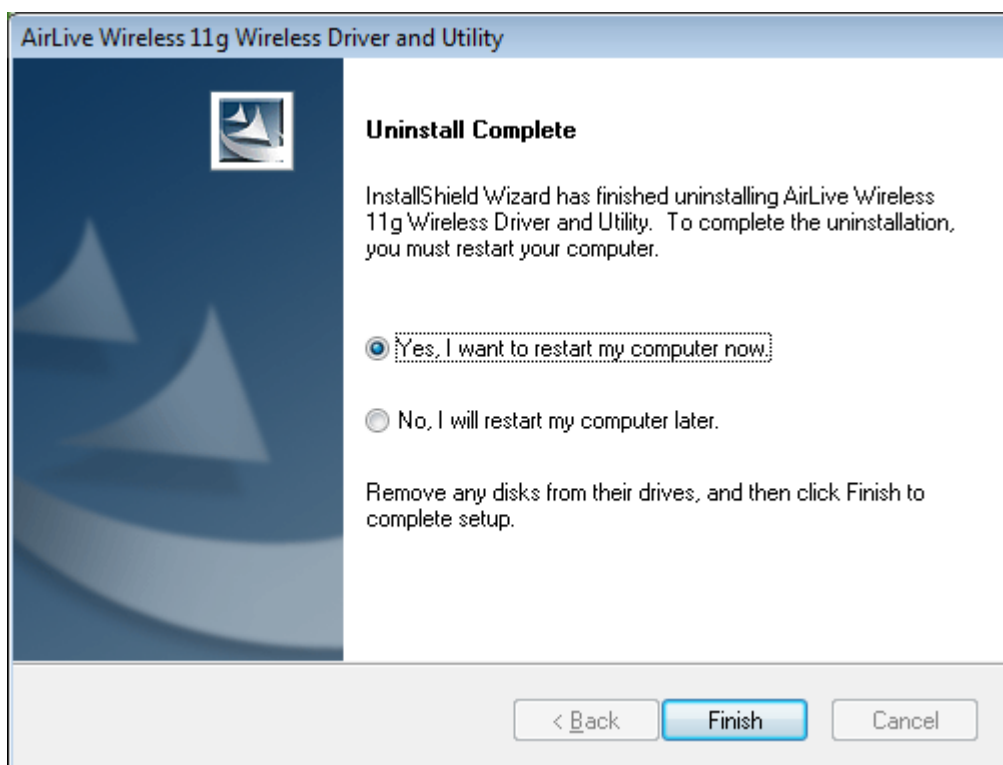 AirLive Wireless 11g Wireless Driver and Utility
Uninstall Complete
InstallShield Wizard has finished uninstalling AirLive Wireless
11g Wireless Driver and Utility.  To complete the uninstallation,
you must restart your computer.
Yes, I want to restart my computer now.
No, I will restart my computer later.
Remove any disks from their drives, and then click Finish to
complete setup.
< Back Finish Cancel